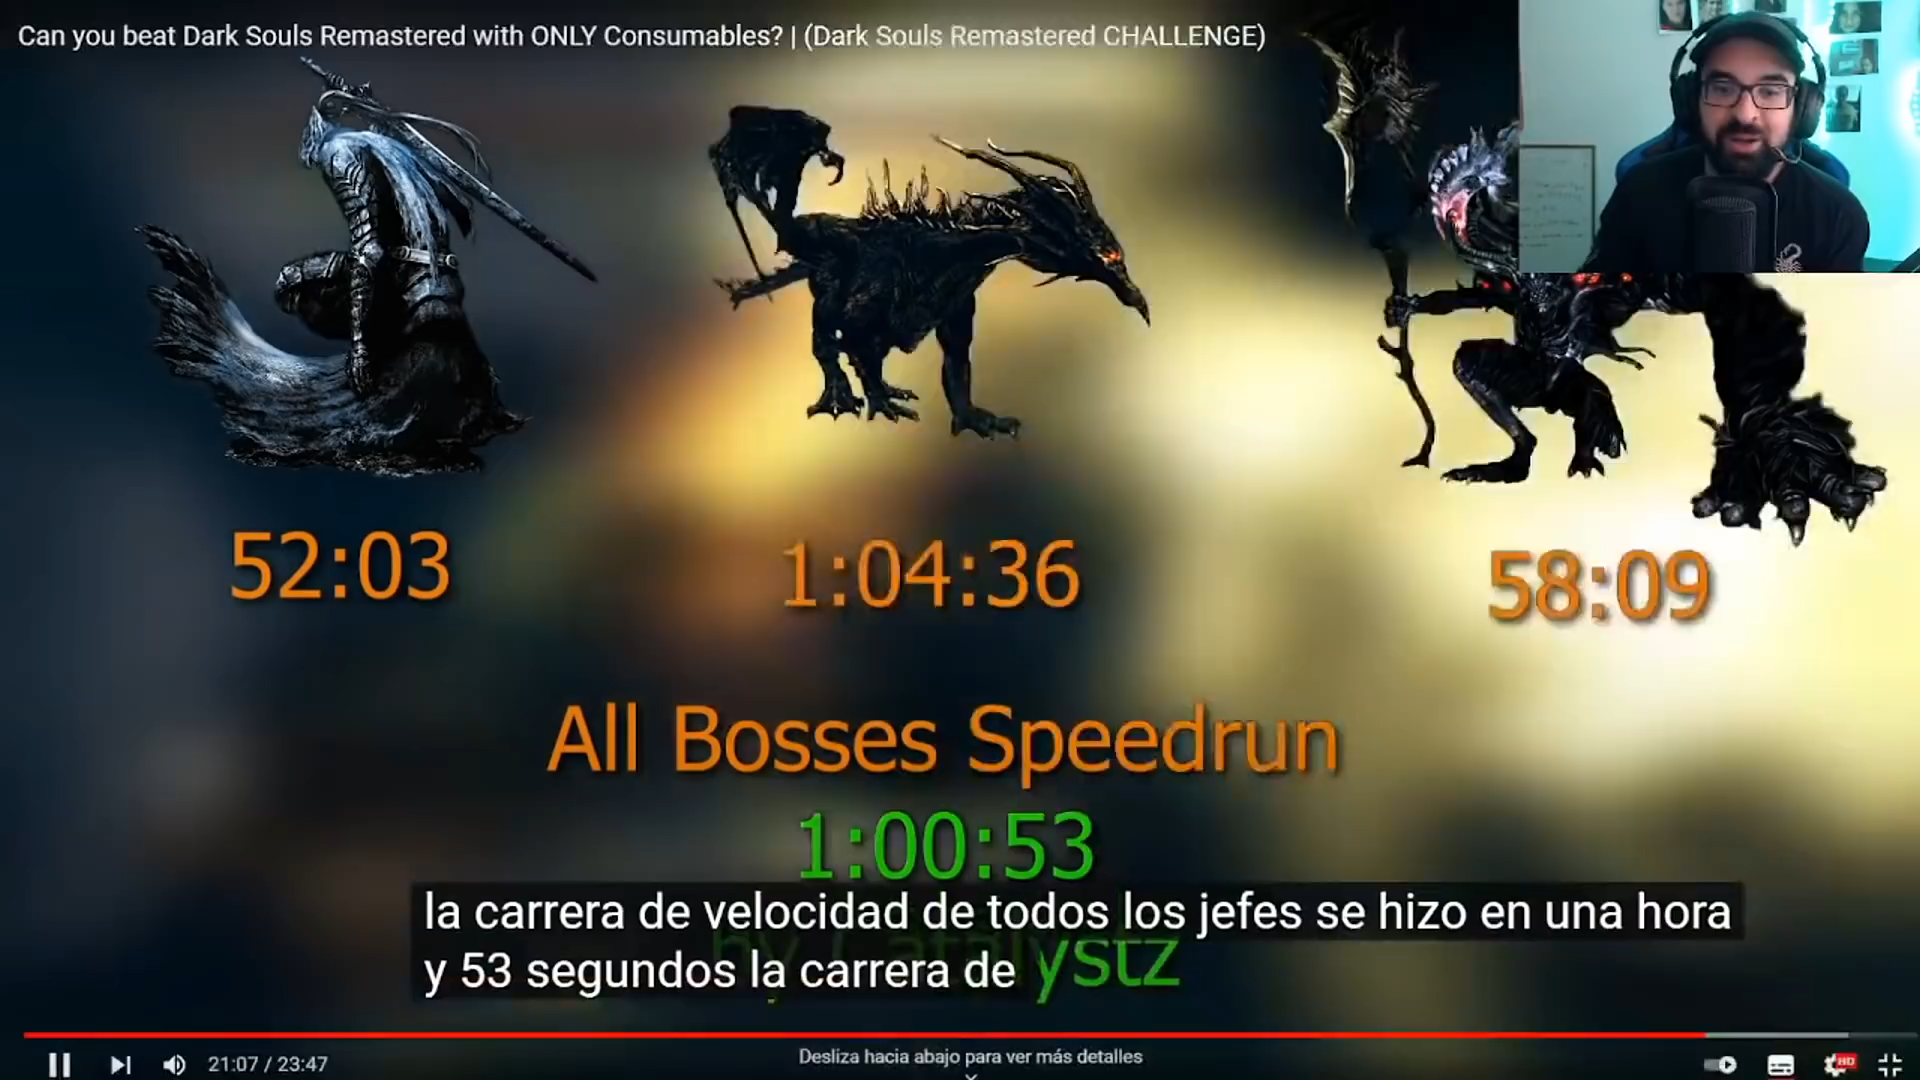 Can you beat Dark Souls Remastered with ONLY Consumables? | (Dark Souls Remastered CHALLENGE)
52:03
1:04:36
58:09
All Bosses Speedrun
1:00:53
la carrera de velocidad de todos los jefes se hizo en una hora
y 53 segundos la carrera de
21:07 / 23:47
Desliza hacia abajo para ver más detalles
HD